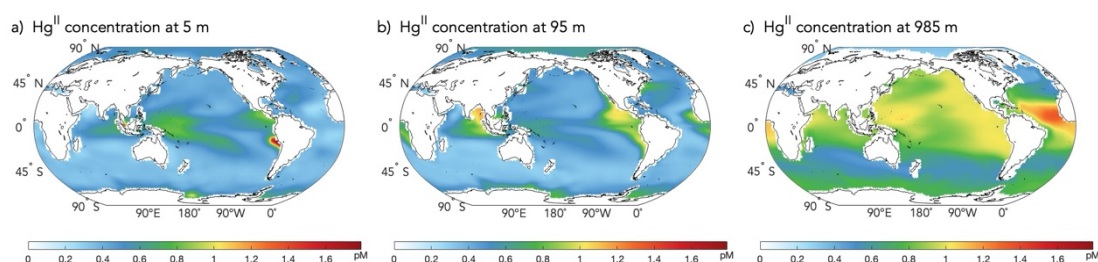 a) Hg^II concentration at 5 m
90° N
45° N
0°
45° S
90° S
90°E 180° 90°W 0°
0 0.2 0.4 0.6 0.8 1 1.2 1.4 1.6 pM
b) Hg^II concentration at 95 m
90° N
45° N
0°
45° S
90° S
90°E 180° 90°W 0°
0 0.2 0.4 0.6 0.8 1 1.2 1.4 1.6 pM
c) Hg^II concentration at 985 m
90° N
45° N
0°
45° S
90° S
90°E 180° 90°W 0°
0 0.2 0.4 0.6 0.8 1 1.2 1.4 1.6 pM